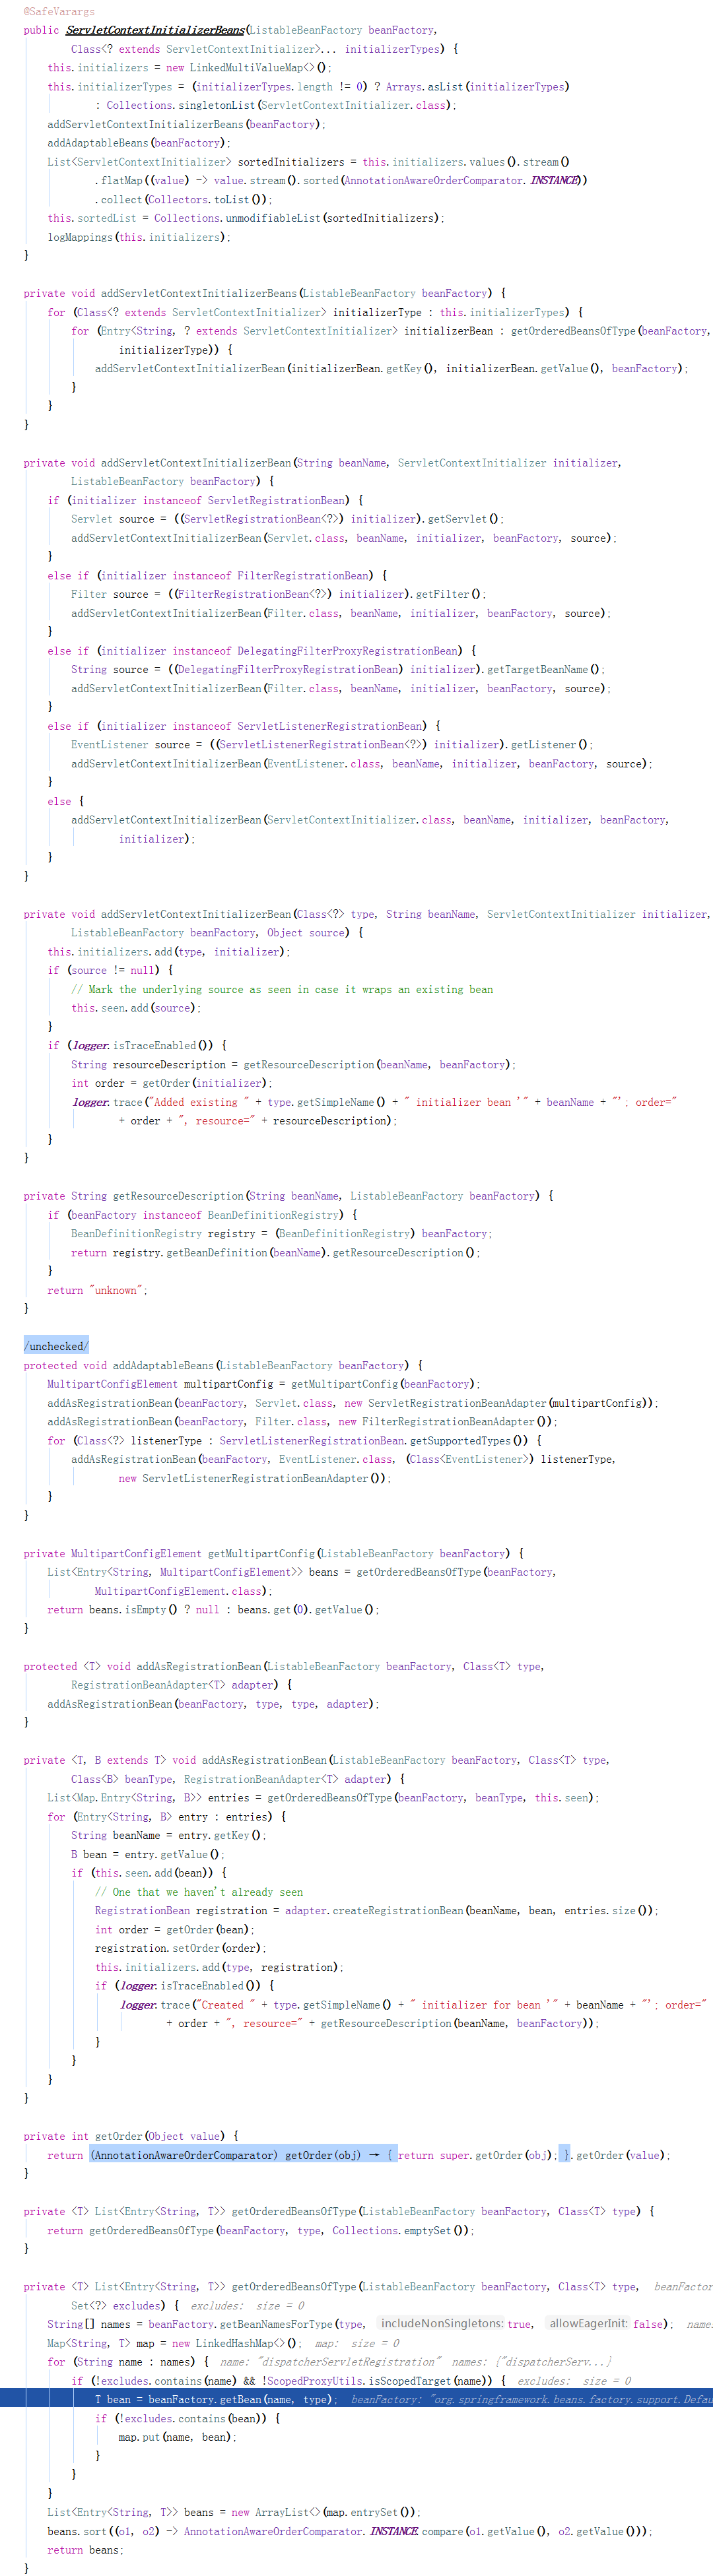 @SafeVarargs
public ServletContextInitializerBeans(ListableBeanFactory beanFactory,
Class<? extends ServletContextInitializer>... initializerTypes) {
this.initializers = new LinkedMultiValueMap<>();
this.initializerTypes = (initializerTypes.length != 0) ? Arrays.asList(initializerTypes)
: Collections.singletonList(ServletContextInitializer.class);
addServletContextInitializerBeans(beanFactory);
addAdaptableBeans(beanFactory);
List<ServletContextInitializer> sortedInitializers = this.initializers.values().stream()
.flatMap((value) -> value.stream().sorted(AnnotationAwareOrderComparator.INSTANCE))
.collect(Collectors.toList());
this.sortedList = Collections.unmodifiableList(sortedInitializers);
logMappings(this.initializers);
}
private void addServletContextInitializerBeans(ListableBeanFactory beanFactory) {
for (Class<? extends ServletContextInitializer> initializerType : this.initializerTypes) {
for (Entry<String, ? extends ServletContextInitializer> initializerBean : getOrderedBeansOfType(beanFactory,
initializerType)) {
addServletContextInitializerBean(initializerBean.getKey(), initializerBean.getValue(), beanFactory);
}
}
}
private void addServletContextInitializerBean(String beanName, ServletContextInitializer initializer,
ListableBeanFactory beanFactory) {
if (initializer instanceof ServletRegistrationBean) {
Servlet source = ((ServletRegistrationBean<?>) initializer).getServlet();
addServletContextInitializerBean(Servlet.class, beanName, initializer, beanFactory, source);
}
else if (initializer instanceof FilterRegistrationBean) {
Filter source = ((FilterRegistrationBean<?>) initializer).getFilter();
addServletContextInitializerBean(Filter.class, beanName, initializer, beanFactory, source);
}
else if (initializer instanceof DelegatingFilterProxyRegistrationBean) {
String source = ((DelegatingFilterProxyRegistrationBean) initializer).getTargetBeanName();
addServletContextInitializerBean(Filter.class, beanName, initializer, beanFactory, source);
}
else if (initializer instanceof ServletListenerRegistrationBean) {
EventListener source = ((ServletListenerRegistrationBean<?>) initializer).getListener();
addServletContextInitializerBean(EventListener.class, beanName, initializer, beanFactory, source);
}
else {
addServletContextInitializerBean(ServletContextInitializer.class, beanName, initializer, beanFactory,
initializer);
}
}
private void addServletContextInitializerBean(Class<?> type, String beanName, ServletContextInitializer initializer,
ListableBeanFactory beanFactory, Object source) {
this.initializers.add(type, initializer);
if (source != null) {
// Mark the underlying source as seen in case it wraps an existing bean
this.seen.add(source);
}
if (logger.isTraceEnabled()) {
String resourceDescription = getResourceDescription(beanName, beanFactory);
int order = getOrder(initializer);
logger.trace("Added existing " + type.getSimpleName() + " initializer bean '" + beanName + "'; order="
+ order + ", resource=" + resourceDescription);
}
}
private String getResourceDescription(String beanName, ListableBeanFactory beanFactory) {
if (beanFactory instanceof BeanDefinitionRegistry) {
BeanDefinitionRegistry registry = (BeanDefinitionRegistry) beanFactory;
return registry.getBeanDefinition(beanName).getResourceDescription();
}
return "unknown";
}
/unchecked/
protected void addAdaptableBeans(ListableBeanFactory beanFactory) {
MultipartConfigElement multipartConfig = getMultipartConfig(beanFactory);
addAsRegistrationBean(beanFactory, Servlet.class, new ServletRegistrationBeanAdapter(multipartConfig));
addAsRegistrationBean(beanFactory, Filter.class, new FilterRegistrationBeanAdapter());
for (Class<?> listenerType : ServletListenerRegistrationBean.getSupportedTypes()) {
addAsRegistrationBean(beanFactory, EventListener.class, (Class<EventListener>) listenerType,
new ServletListenerRegistrationBeanAdapter());
}
}
private MultipartConfigElement getMultipartConfig(ListableBeanFactory beanFactory) {
List<Entry<String, MultipartConfigElement>> beans = getOrderedBeansOfType(beanFactory,
MultipartConfigElement.class);
return beans.isEmpty() ? null : beans.get(0).getValue();
}
protected <T> void addAsRegistrationBean(ListableBeanFactory beanFactory, Class<T> type,
RegistrationBeanAdapter<T> adapter) {
addAsRegistrationBean(beanFactory, type, type, adapter);
}
private <T, B extends T> void addAsRegistrationBean(ListableBeanFactory beanFactory, Class<T> type,
Class<B> beanType, RegistrationBeanAdapter<T> adapter) {
List<Map.Entry<String, B>> entries = getOrderedBeansOfType(beanFactory, beanType, this.seen);
for (Entry<String, B> entry : entries) {
String beanName = entry.getKey();
B bean = entry.getValue();
if (this.seen.add(bean)) {
// One that we haven't already seen
RegistrationBean registration = adapter.createRegistrationBean(beanName, bean, entries.size());
int order = getOrder(bean);
registration.setOrder(order);
this.initializers.add(type, registration);
if (logger.isTraceEnabled()) {
logger.trace("Created " + type.getSimpleName() + " initializer for bean '" + beanName + "'; order="
+ order + ", resource=" + getResourceDescription(beanName, beanFactory));
}
}
}
}
private int getOrder(Object value) {
return (AnnotationAwareOrderComparator) getOrder(obj) → { return super.getOrder(obj); }.getOrder(value);
}
private <T> List<Entry<String, T>> getOrderedBeansOfType(ListableBeanFactory beanFactory, Class<T> type) {
return getOrderedBeansOfType(beanFactory, type, Collections.emptySet());
}
private <T> List<Entry<String, T>> getOrderedBeansOfType(ListableBeanFactory beanFactory, Class<T> type, beanFactor
Set<?> excludes) { excludes: size = 0
String[] names = beanFactory.getBeanNamesForType(type, includeNonSingletons: true, allowEagerInit: false); name
Map<String, T> map = new LinkedHashMap<>(); map: size = 0
for (String name : names) { name: "dispatcherServletRegistration" names: {"dispatcherServ...}
if (!excludes.contains(name) && !ScopedProxyUtils.isScopedTarget(name)) { excludes: size = 0
T bean = beanFactory.getBean(name, type); beanFactory: "org.springframework.beans.factory.support.Defau
if (!excludes.contains(bean)) {
map.put(name, bean);
}
}
}
List<Entry<String, T>> beans = new ArrayList<>(map.entrySet());
beans.sort((o1, o2) -> AnnotationAwareOrderComparator.INSTANCE.compare(o1.getValue(), o2.getValue()));
return beans;
}